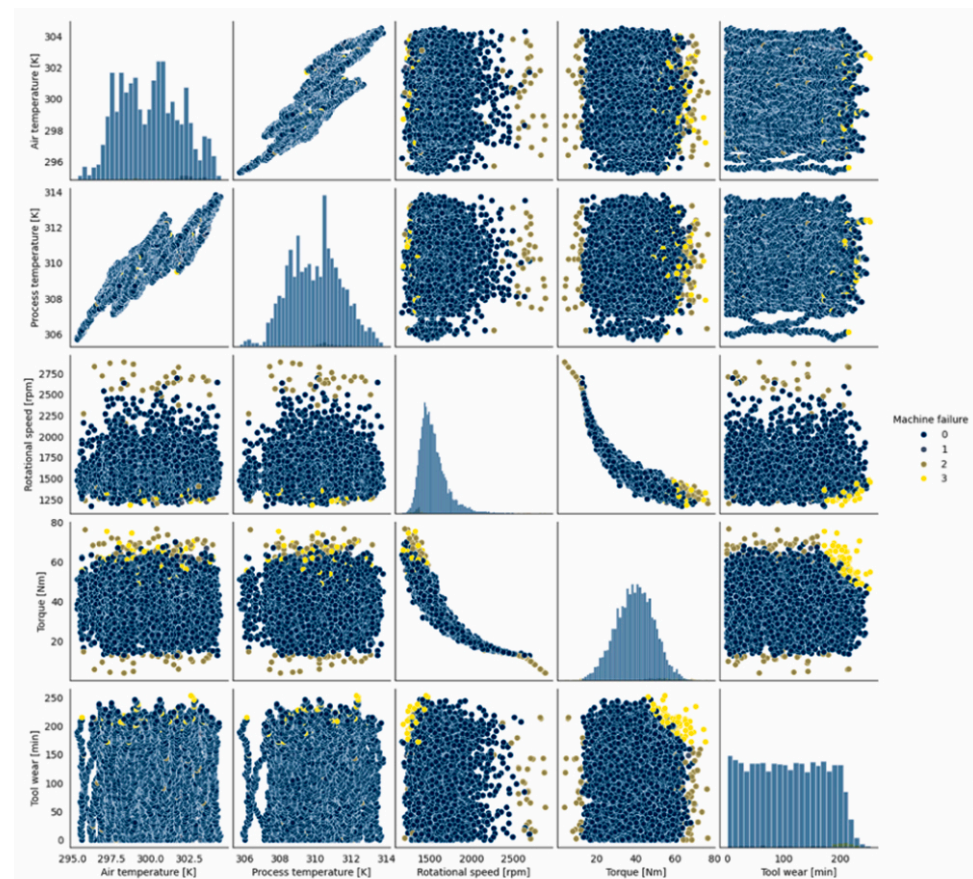 304
302
300
298
296
Air temperature [K]
314
312
310
308
306
Process temperature [K]
2750
2500
2250
2000
1750
1500
1250
Rotational speed [rpm]
Machine failure
0
1
2
3
80
60
40
20
Torque [Nm]
250
200
150
100
50
0
Tool wear [min]
295.0 297.5 300.0 302.5
306 308 310 312 314
1500 2000 2500
20 40 60 80
0 100 200
Air temperature [K]
Process temperature [K]
Rotational speed [rpm]
Torque [Nm]
Tool wear [min]